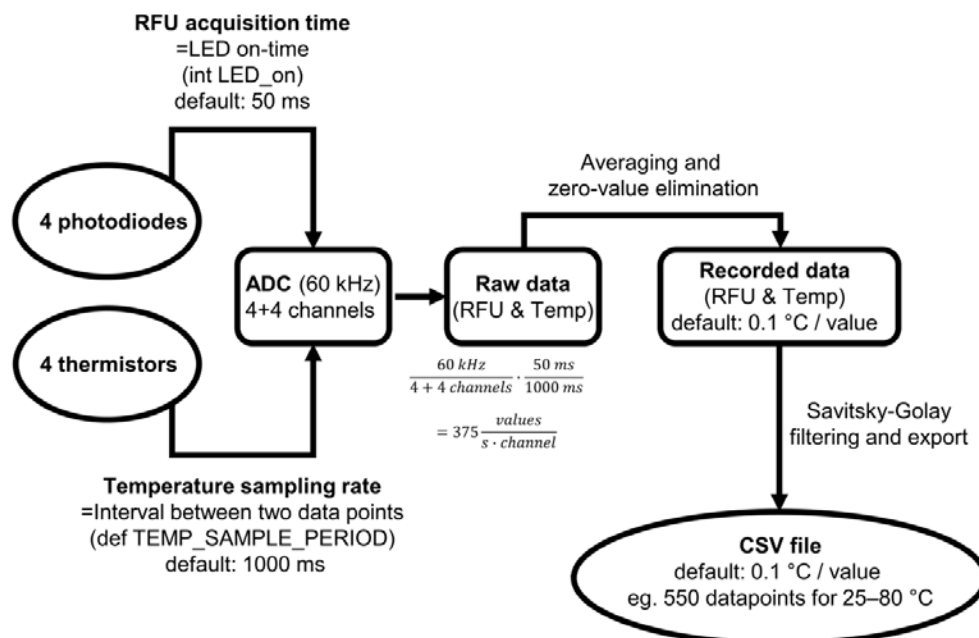 RFU acquisition time
=LED on-time
(int LED_on)
default: 50 ms
4 photodiodes
4 thermistors
ADC (60 kHz)
4+4 channels
Raw data
(RFU & Temp)
60 kHz / 4 + 4 channels · 50 ms / 1000 ms
= 375 values / s · channel
Averaging and
zero-value elimination
Recorded data
(RFU & Temp)
default: 0.1 °C / value
Temperature sampling rate
=Interval between two data points
(def TEMP_SAMPLE_PERIOD)
default: 1000 ms
Savitsky-Golay
filtering and export
CSV file
default: 0.1 °C / value
eg. 550 datapoints for 25–80 °C